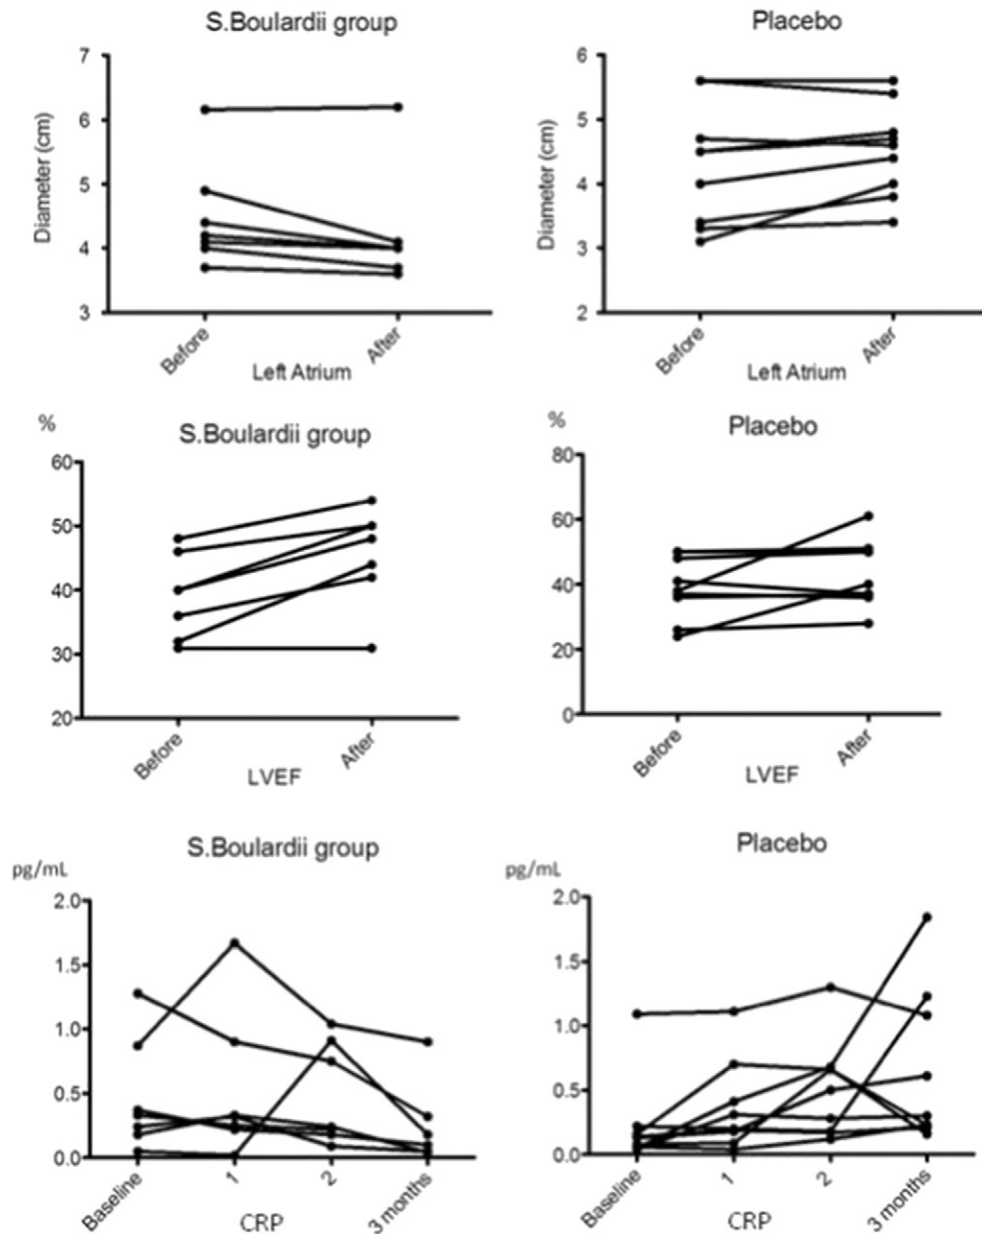 S.Boulardii group
7
6
5
4
3
Diameter (cm)
Before
After
Left Atrium
Placebo
6
5
4
3
2
Diameter (cm)
Before
After
Left Atrium
%
S.Boulardii group
60
50
40
30
20
Before
After
LVEF
%
Placebo
80
60
40
20
0
Before
After
LVEF
S.Boulardii group
pg/mL
2.0
1.5
1.0
0.5
0.0
Baseline
1
2
3 months
CRP
Placebo
pg/mL
2.0
1.5
1.0
0.5
0.0
Baseline
1
2
3 months
CRP